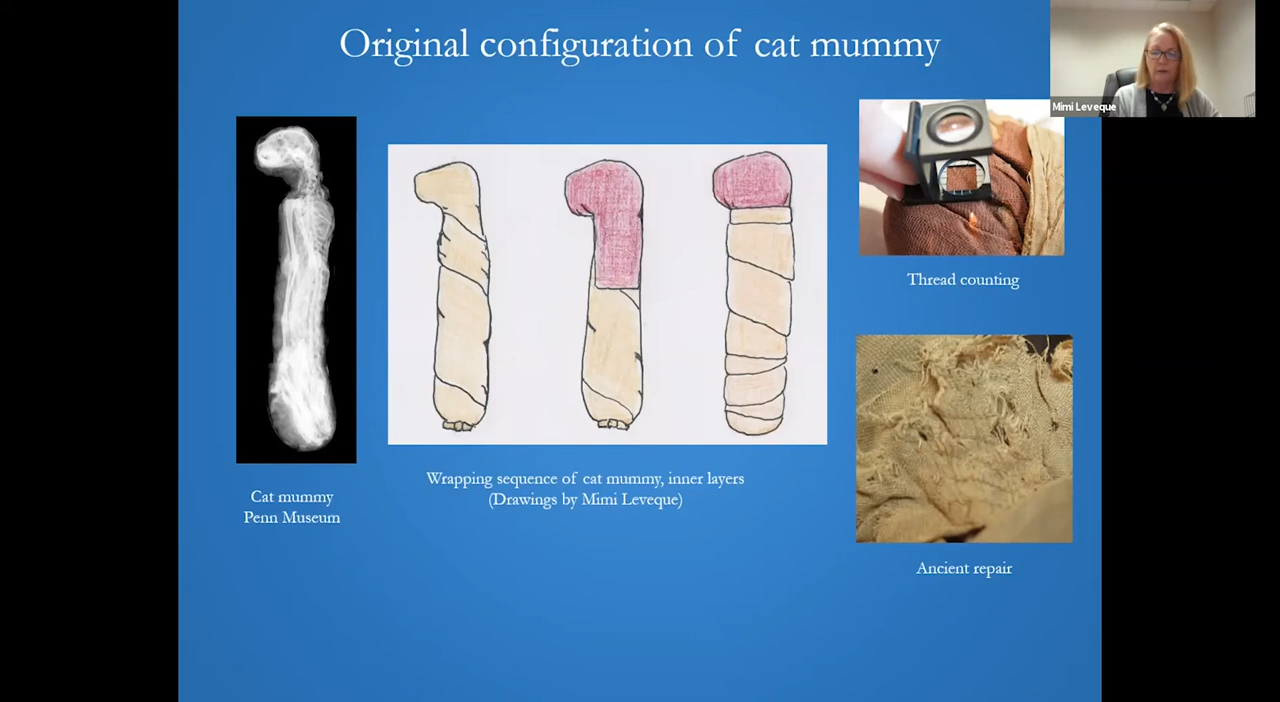 Original configuration of cat mummy
Mimi Leveque
Thread counting
Wrapping sequence of cat mummy, inner layers
(Drawings by Mimi Leveque)
Cat mummy
Penn Museum
Ancient repair